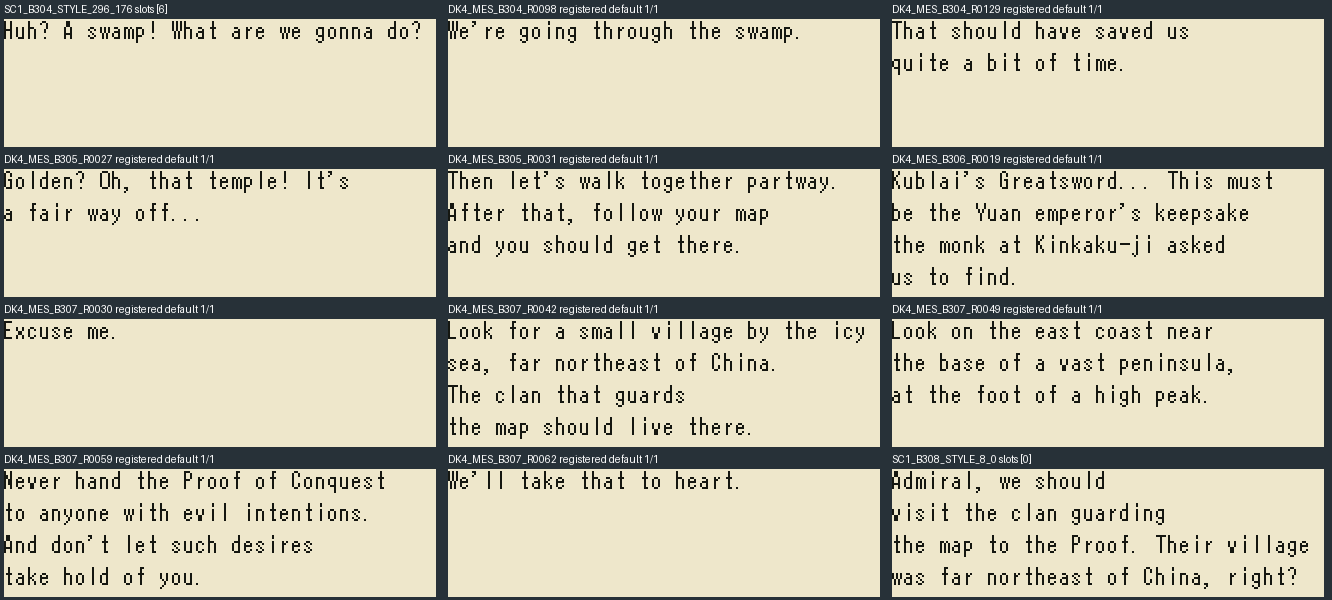 SC1_B304_STYLE_296_176 slots [6]
Huh? A swamp! What are we gonna do?
DK4_MES_B304_R0098 registered default 1/1
We're going through the swamp.
DK4_MES_B304_R0129 registered default 1/1
That should have saved us
quite a bit of time.
DK4_MES_B305_R0027 registered default 1/1
Golden? Oh, that temple! It's
a fair way off...
DK4_MES_B305_R0031 registered default 1/1
Then let's walk together partway.
After that, follow your map
and you should get there.
DK4_MES_B306_R0019 registered default 1/1
Kublai's Greatsword... This must
be the Yuan emperor's keepsake
the monk at Kinkaku-ji asked
us to find.
DK4_MES_B307_R0030 registered default 1/1
Excuse me.
DK4_MES_B307_R0042 registered default 1/1
Look for a small village by the icy
sea, far northeast of China.
The clan that guards
the map should live there.
DK4_MES_B307_R0049 registered default 1/1
Look on the east coast near
the base of a vast peninsula,
at the foot of a high peak.
DK4_MES_B307_R0059 registered default 1/1
Never hand the Proof of Conquest
to anyone with evil intentions.
And don't let such desires
take hold of you.
DK4_MES_B307_R0062 registered default 1/1
We'll take that to heart.
SC1_B308_STYLE_8_0 slots [0]
Admiral, we should
visit the clan guarding
the map to the Proof. Their village
was far northeast of China, right?